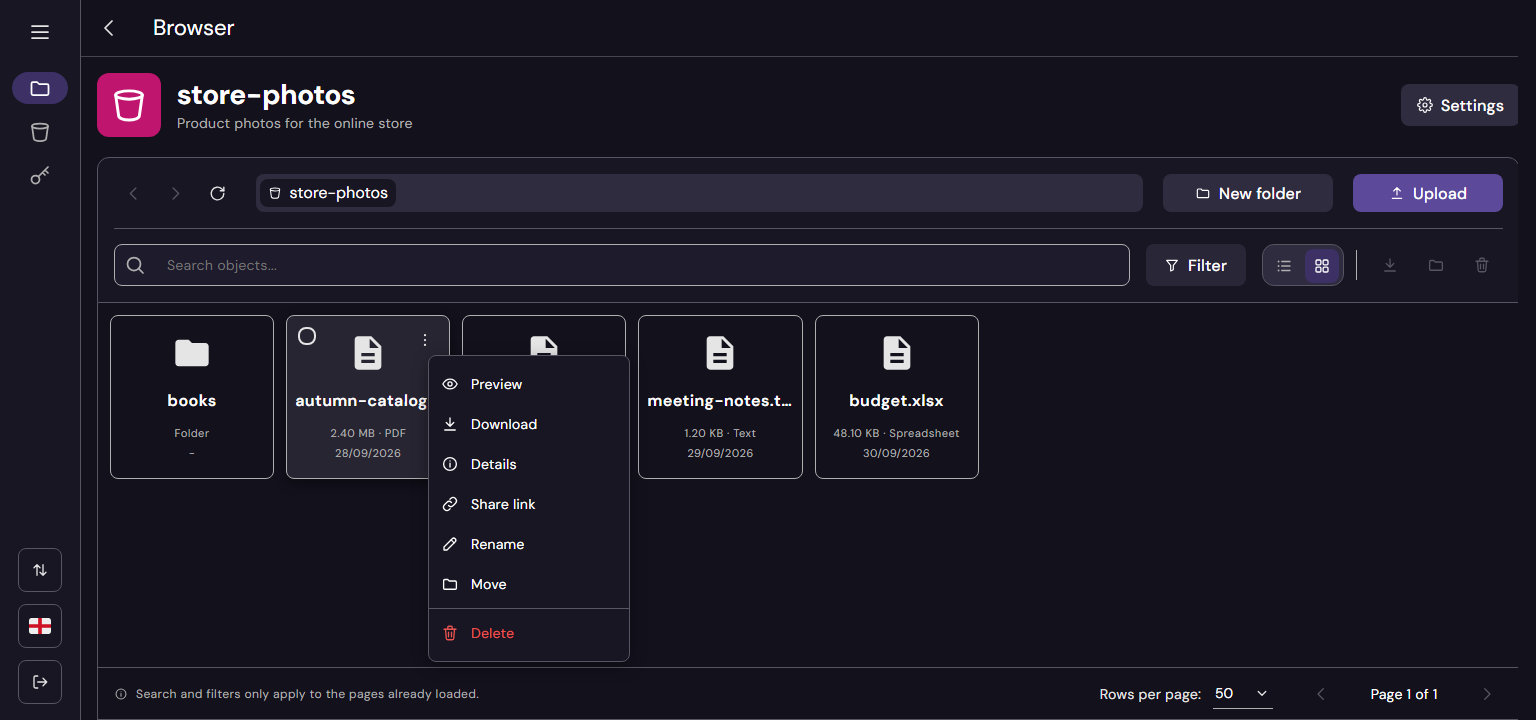 Browser
store-photos
Product photos for the online store
Settings
store-photos
New folder
Upload
Search objects...
Filter
books
Folder
-
autumn-catalog
2.40 MB · PDF
28/09/2026
meeting-notes.t...
1.20 KB · Text
29/09/2026
budget.xlsx
48.10 KB · Spreadsheet
30/09/2026
Preview
Download
Details
Share link
Rename
Move
Delete
Search and filters only apply to the pages already loaded.
Rows per page: 50
Page 1 of 1